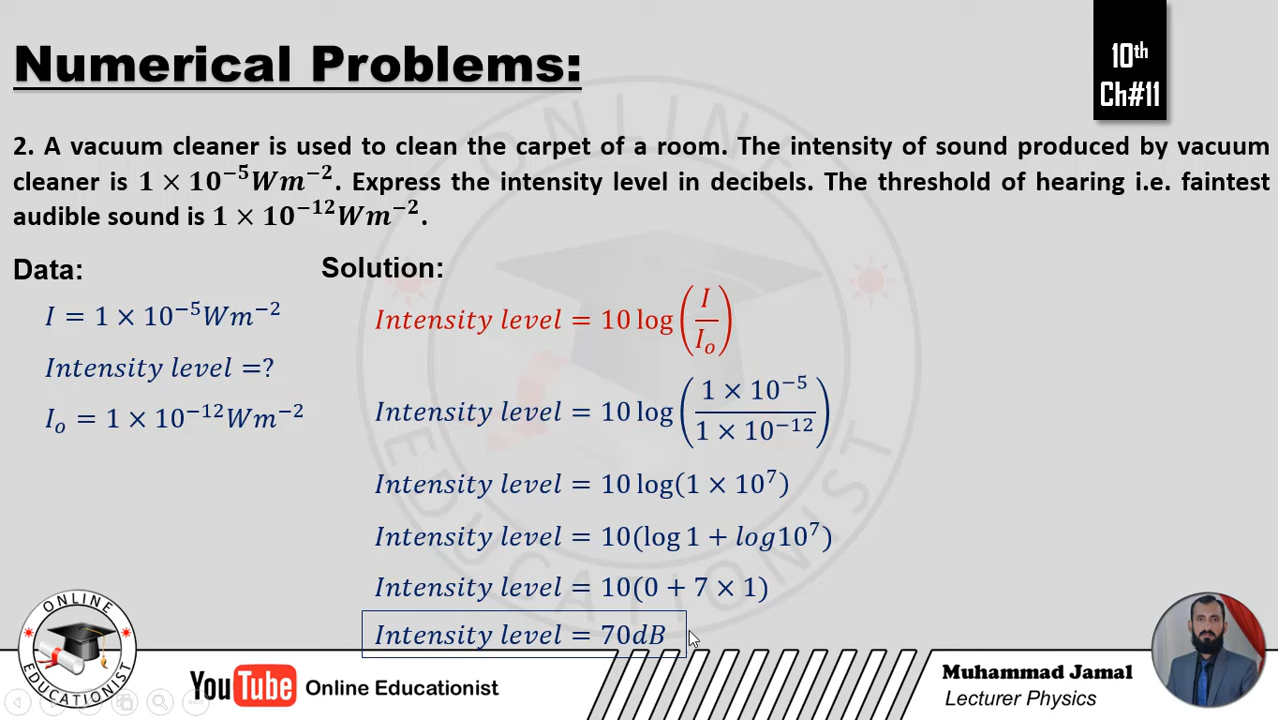 Numerical Problems:
10th
Ch#11
2. A vacuum cleaner is used to clean the carpet of a room. The intensity of sound produced by vacuum
cleaner is 1 × 10⁻⁵Wm⁻². Express the intensity level in decibels. The threshold of hearing i.e. faintest
audible sound is 1 × 10⁻¹²Wm⁻².
Data:
I = 1 × 10⁻⁵Wm⁻²
Intensity level =?
Iₒ = 1 × 10⁻¹²Wm⁻²
Solution:
Intensity level = 10 log(I/Iₒ)
Intensity level = 10 log((1 × 10⁻⁵)/(1 × 10⁻¹²))
Intensity level = 10 log(1 × 10⁷)
Intensity level = 10(log 1 + log10⁷)
Intensity level = 10(0 + 7 × 1)
Intensity level = 70dB
ONLINE
EDUCATIONIST
ONLINE
EDUCATIONIST
YouTube Online Educationist
Muhammad Jamal
Lecturer Physics